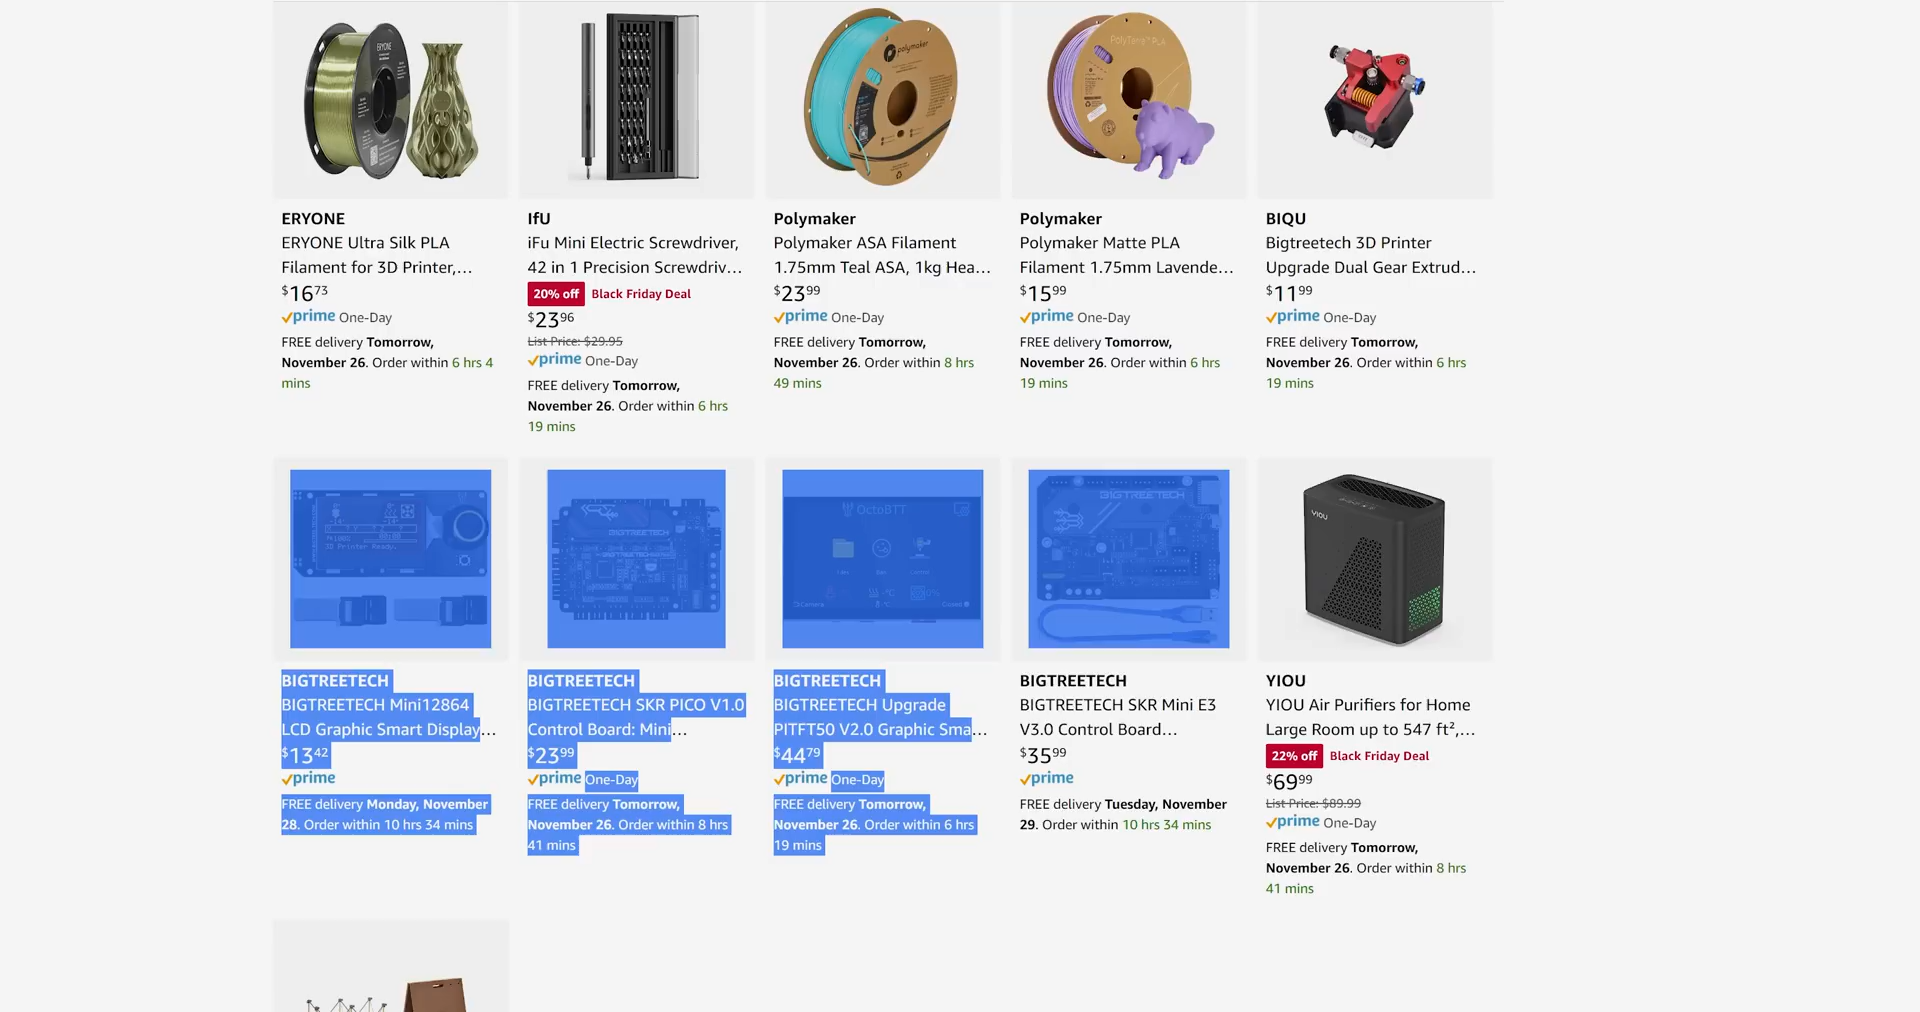 ERYONE
polymaker
PolyTerra™ PLA
ERYONE
ERYONE Ultra Silk PLA
Filament for 3D Printer,...
$16.73
prime One-Day
FREE delivery Tomorrow,
November 26. Order within 6 hrs 4
mins
IfU
iFu Mini Electric Screwdriver,
42 in 1 Precision Screwdriv...
20% off Black Friday Deal
$23.96
List Price: $29.95
prime One-Day
FREE delivery Tomorrow,
November 26. Order within 6 hrs
19 mins
Polymaker
Polymaker ASA Filament
1.75mm Teal ASA, 1kg Hea...
$23.99
prime One-Day
FREE delivery Tomorrow,
November 26. Order within 8 hrs
49 mins
Polymaker
Polymaker Matte PLA
Filament 1.75mm Lavende...
$15.99
prime One-Day
FREE delivery Tomorrow,
November 26. Order within 6 hrs
19 mins
BIQU
Bigtreetech 3D Printer
Upgrade Dual Gear Extrud...
$11.99
prime One-Day
FREE delivery Tomorrow,
November 26. Order within 6 hrs
19 mins
3D Printer Ready.
BIGTREETECH
BIGTREETECH
OctoBTT
BIGTREETECH
YIOU
BIGTREETECH
BIGTREETECH Mini12864
LCD Graphic Smart Display...
$13.42
prime
FREE delivery Monday, November
28. Order within 10 hrs 34 mins
BIGTREETECH
BIGTREETECH SKR PICO V1.0
Control Board: Mini...
$23.99
prime One-Day
FREE delivery Tomorrow,
November 26. Order within 8 hrs
41 mins
BIGTREETECH
BIGTREETECH Upgrade
PITFT50 V2.0 Graphic Sma...
$44.79
prime One-Day
FREE delivery Tomorrow,
November 26. Order within 6 hrs
19 mins
BIGTREETECH
BIGTREETECH SKR Mini E3
V3.0 Control Board...
$35.99
prime
FREE delivery Tuesday, November
29. Order within 10 hrs 34 mins
YIOU
YIOU Air Purifiers for Home
Large Room up to 547 ft²,...
22% off Black Friday Deal
$69.99
List Price: $89.99
prime One-Day
FREE delivery Tomorrow,
November 26. Order within 8 hrs
41 mins